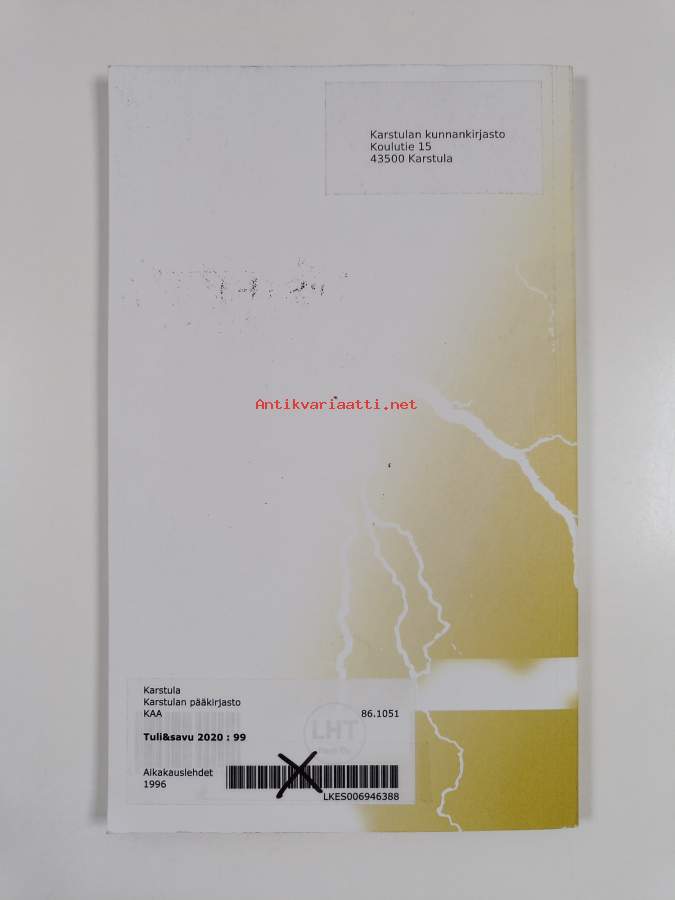 Karstulan kunnankirjasto
Koulutie 15
43500 Karstula
Antikvariaatti.net
Karstula
Karstulan pääkirjasto
KAA 86.1051
LHT
Tuli&savu 2020 : 99
Aikakauslehdet
1996
LKES006946388